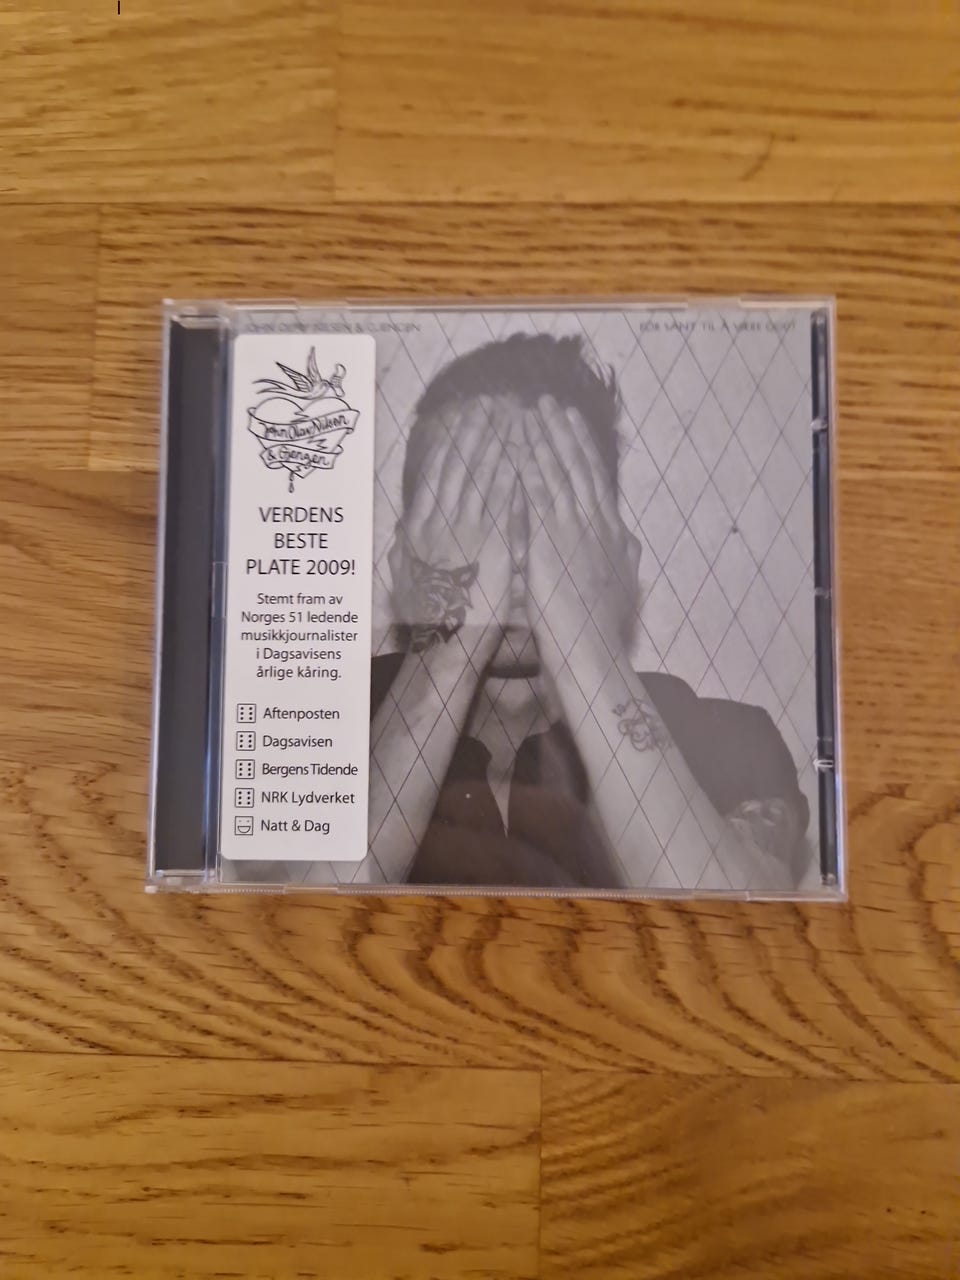 JOHN OLAV NILSEN & GJENGEN
FOR SANT TIL Å VÆRE GODT
John Olav Nilsen
& Gjengen
VERDENS
BESTE
PLATE 2009!
Stemt fram av
Norges 51 ledende
musikkjournalister
i Dagsavisens
årlige kåring.
Aftenposten
Dagsavisen
Bergens Tidende
NRK Lydverket
Natt & Dag